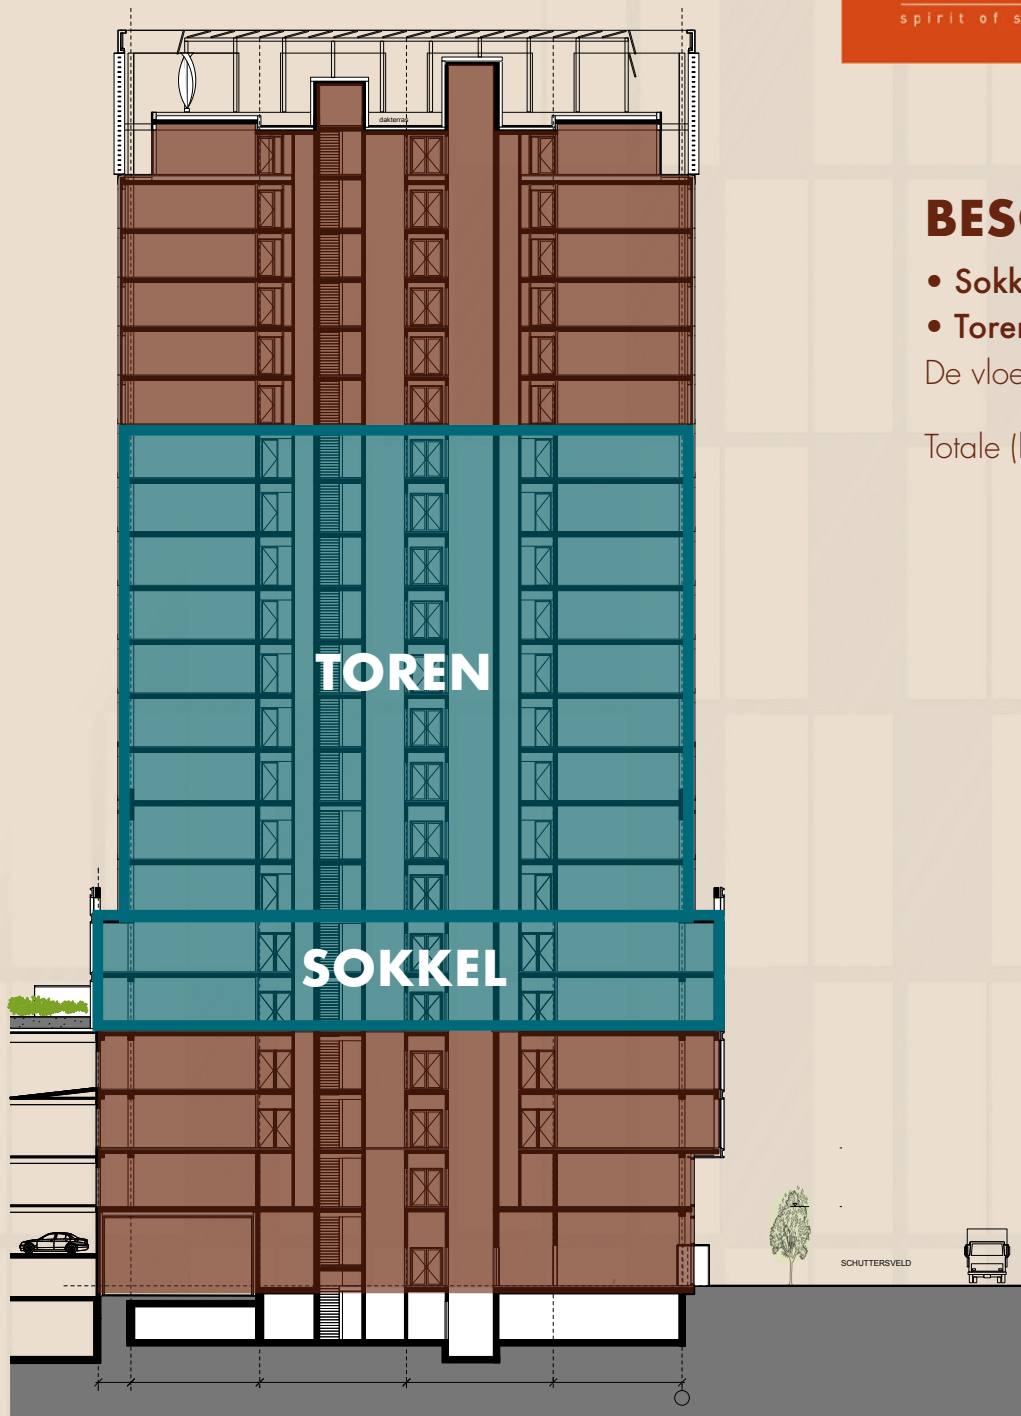 spirit of s
dakterras
BES
• Sokk
• Toren
De vloe
Totale (
TOREN
SOKKEL
SCHUTTERSVELD